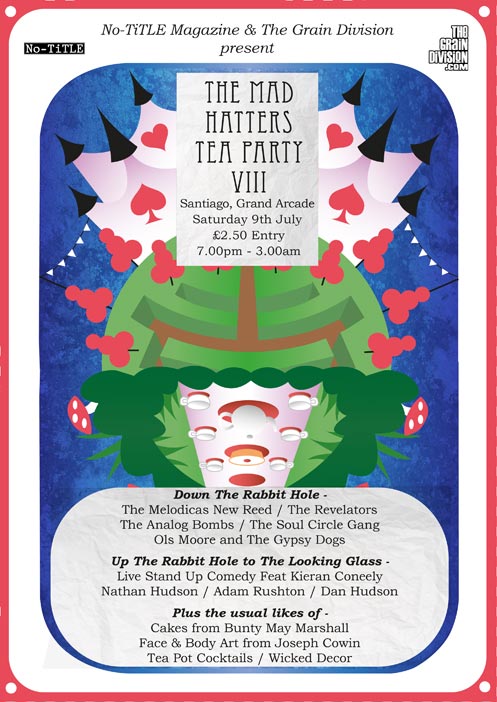 No-TiTLE Magazine & The Grain Division
present
No-TiTLE
THE
GRAIN
DIVISION
.COM
THE MAD
HATTERS
TEA PARTY
VIII
Santiago, Grand Arcade
Saturday 9th July
£2.50 Entry
7.00pm - 3.00am
Down The Rabbit Hole -
The Melodicas New Reed / The Revelators
The Analog Bombs / The Soul Circle Gang
Ols Moore and The Gypsy Dogs
Up The Rabbit Hole to The Looking Glass -
Live Stand Up Comedy Feat Kieran Coneely
Nathan Hudson / Adam Rushton / Dan Hudson
Plus the usual likes of -
Cakes from Bunty May Marshall
Face & Body Art from Joseph Cowin
Tea Pot Cocktails / Wicked Decor